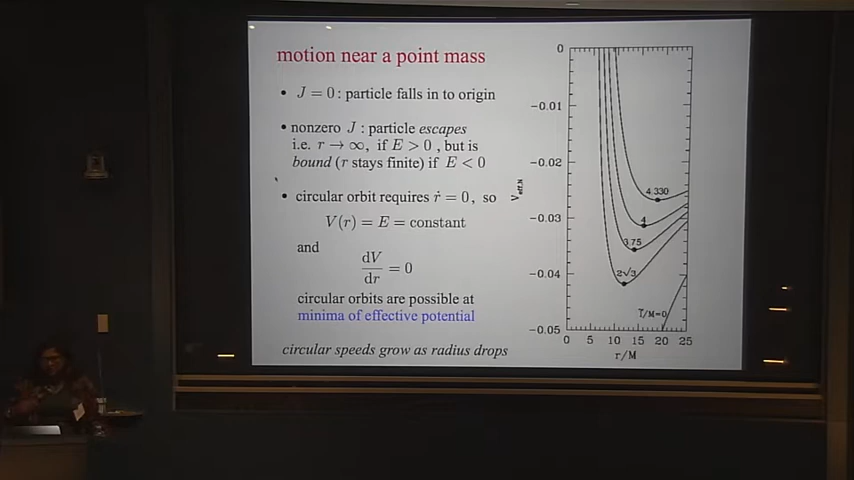 motion near a point mass
• J = 0 : particle falls in to origin
• nonzero J : particle escapes
i.e. r → ∞, if E > 0 , but is
bound (r stays finite) if E < 0
• circular orbit requires ṙ = 0, so
V(r) = E = constant
and
dV
dr = 0
circular orbits are possible at
minima of effective potential
circular speeds grow as radius drops
0
-0.01
-0.02
-0.03
-0.04
-0.05
V eff,N
4.330
4
3.75
2√3
J̃/M=0
0 5 10 15 20 25
r/M